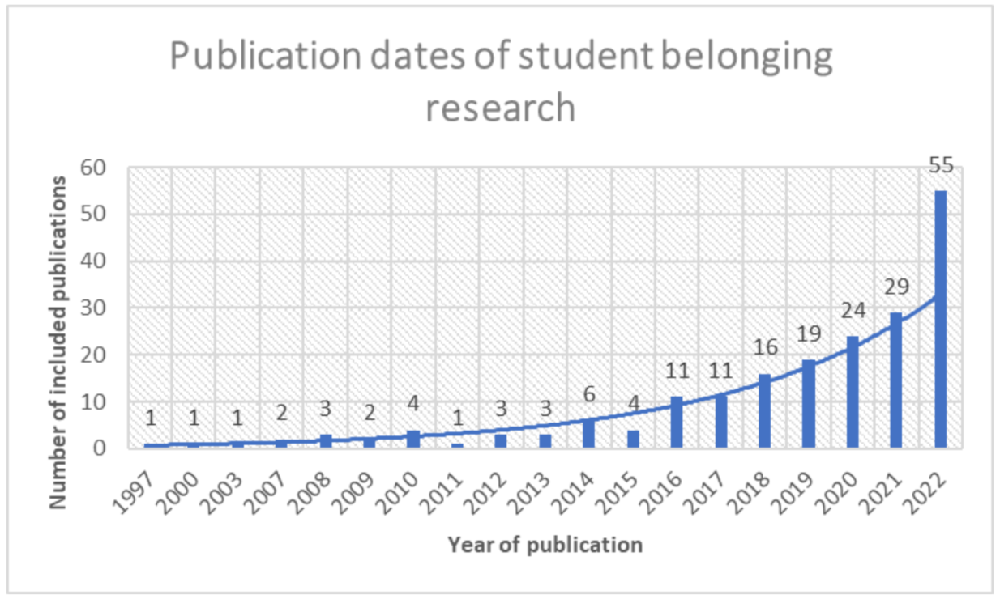 Publication dates of student belonging
research
Number of included publications
60
50
40
30
20
10
0
1 1 1 2 3 2 4 1 3 3 6 4 11 11 16 19 24 29 55
1997 2000 2003 2007 2008 2009 2010 2011 2012 2013 2014 2015 2016 2017 2018 2019 2020 2021 2022
Year of publication